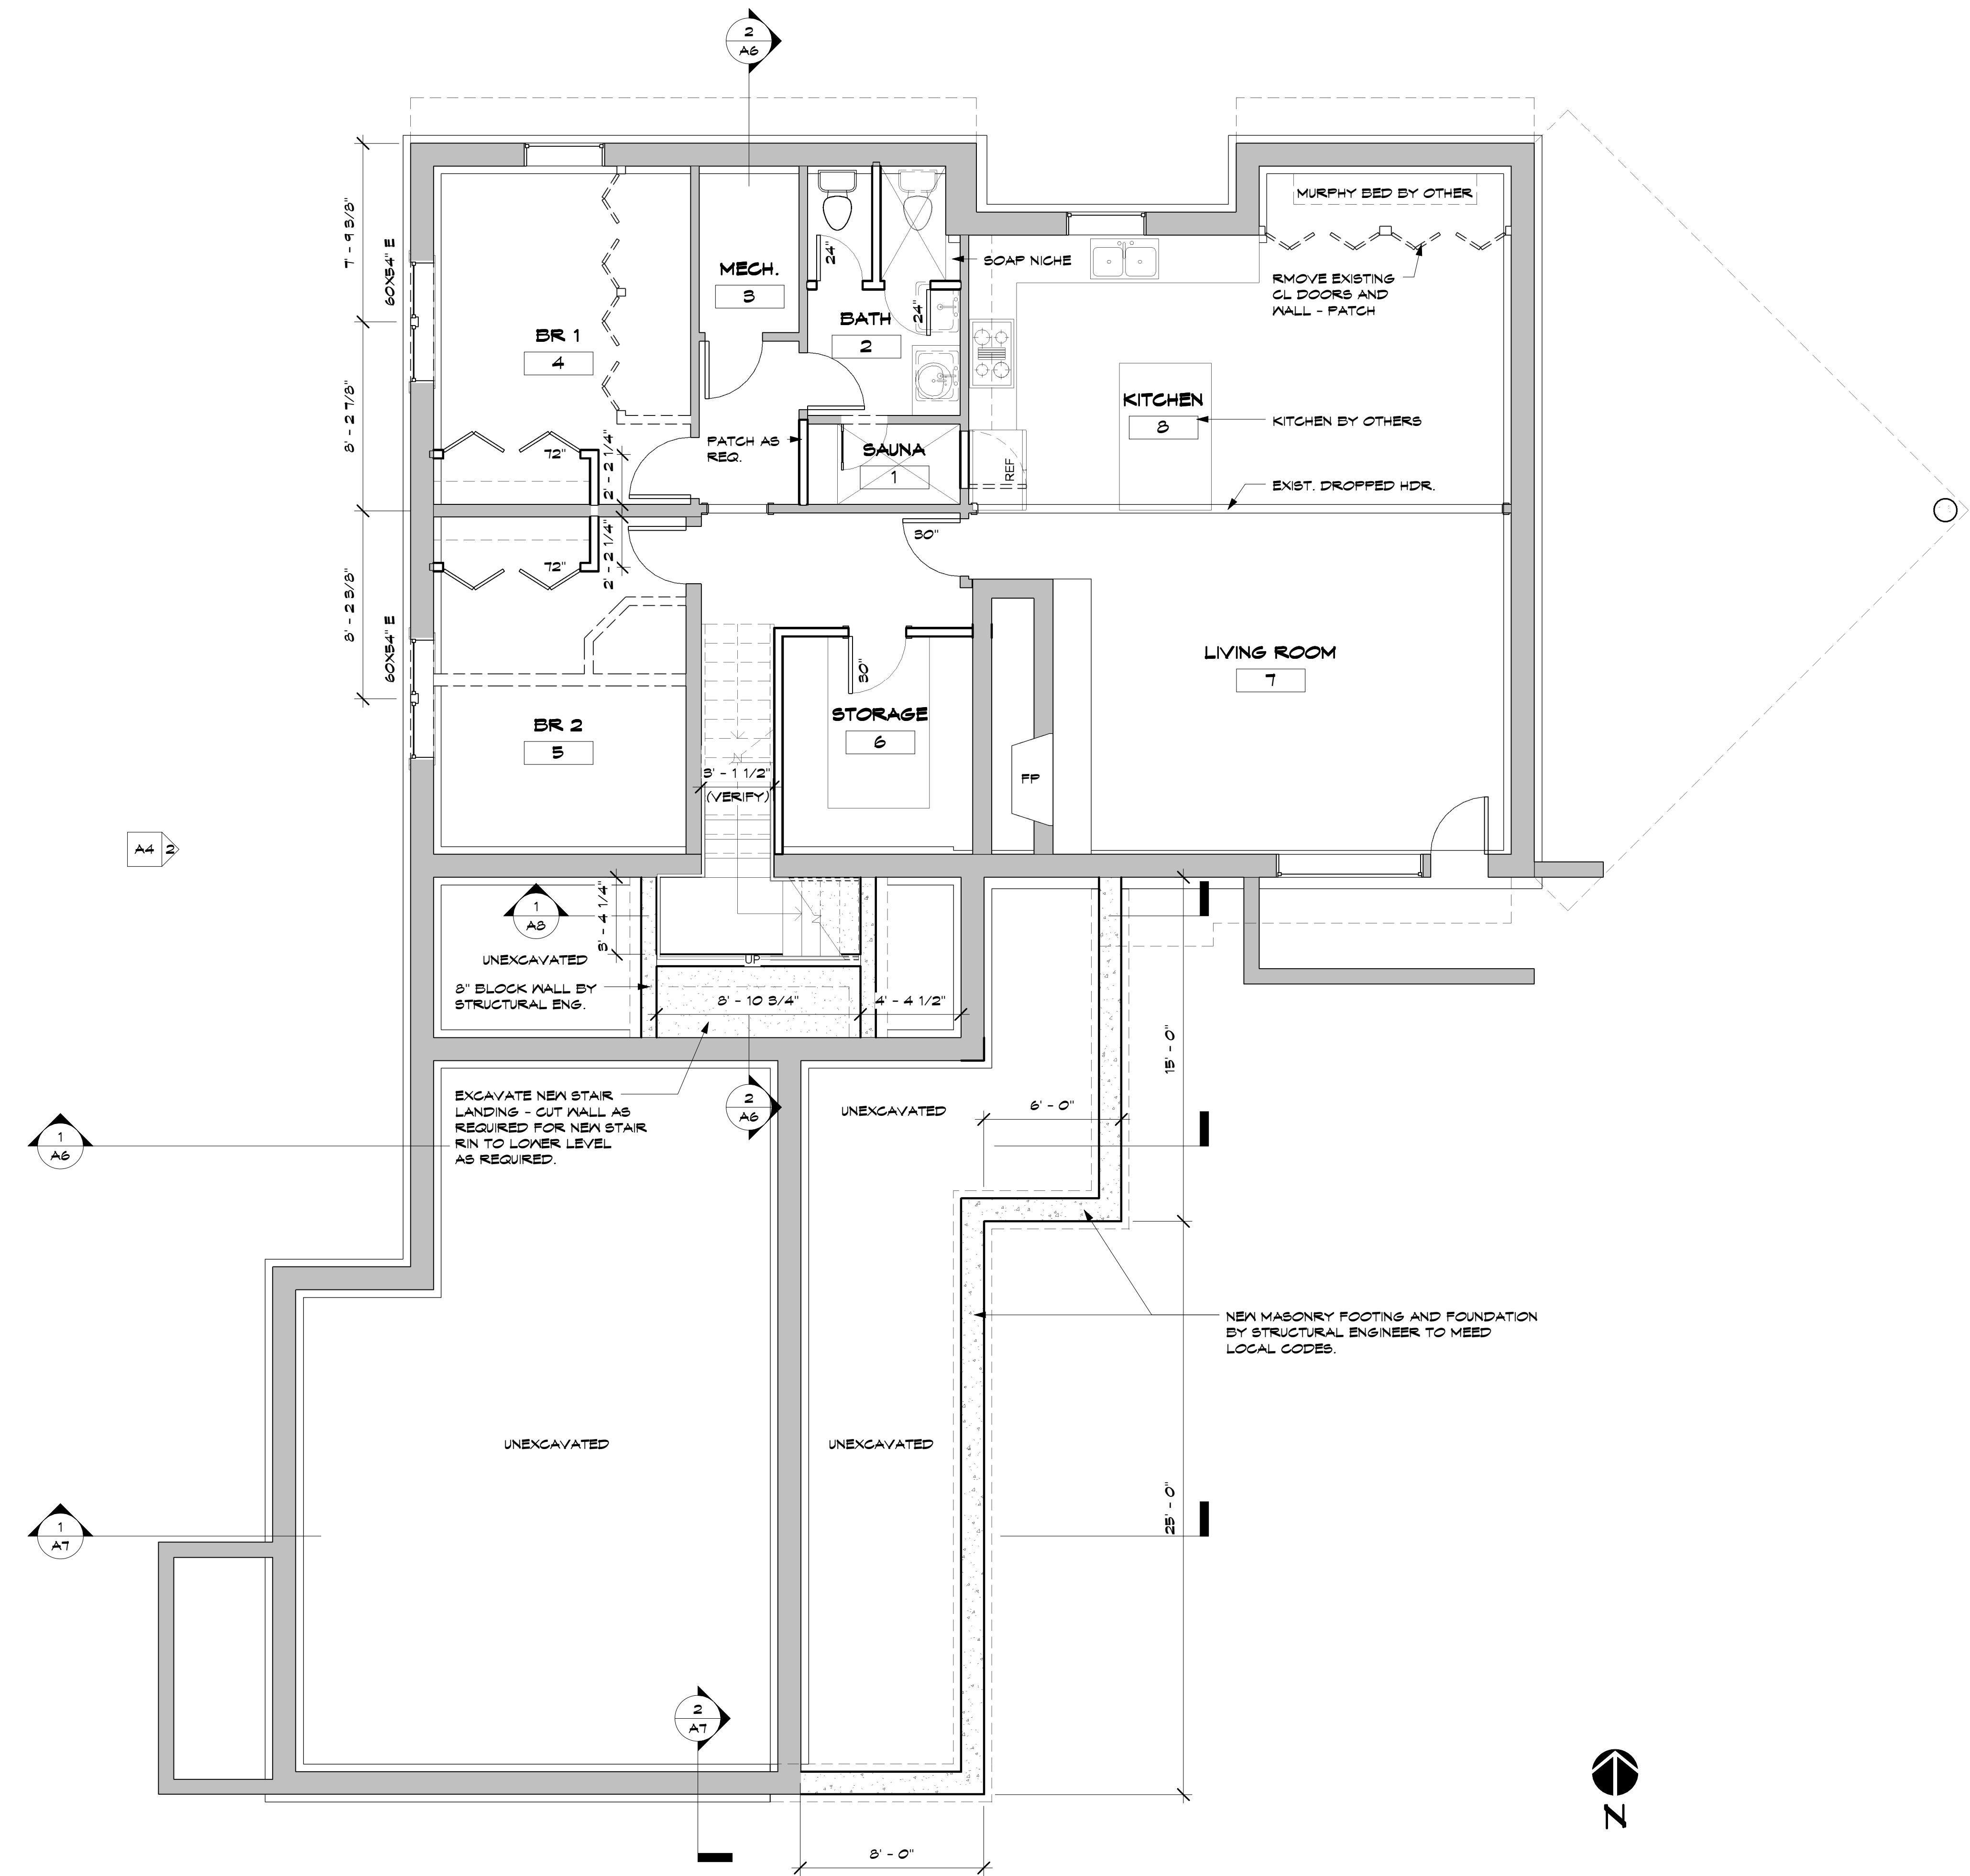 2
A6
MURPHY BED BY OTHER
7' - 9 3/8"
60X54" E
24"
SOAP NICHE
MECH.
3
RMOVE EXISTING
CL DOORS AND
WALL - PATCH
24"
BATH
2
BR 1
4
KITCHEN
8
KITCHEN BY OTHERS
8' - 2 7/8"
PATCH AS
REQ.
SAUNA
1
72"
2' - 2 1/4"
REF
EXIST. DROPPED HDR.
30"
2' - 2 1/4"
72"
8' - 2 3/8"
60X54" E
LIVING ROOM
7
30"
STORAGE
6
BR 2
5
3' - 1 1/2"
(VERIFY)
FP
A4
2
1
A8
3' - 4 1/4"
UNEXCAVATED
UP
8" BLOCK WALL BY
STRUCTURAL ENG.
8' - 10 3/4"
4' - 4 1/2"
15' - 0"
EXCAVATE NEW STAIR
LANDING - CUT WALL AS
REQUIRED FOR NEW STAIR
RIN TO LOWER LEVEL
AS REQUIRED.
2
A6
UNEXCAVATED
6' - 0"
1
A6
NEW MASONRY FOOTING AND FOUNDATION
BY STRUCTURAL ENGINEER TO MEED
LOCAL CODES.
UNEXCAVATED
UNEXCAVATED
25' - 0"
1
A7
2
A7
8' - 0"
N